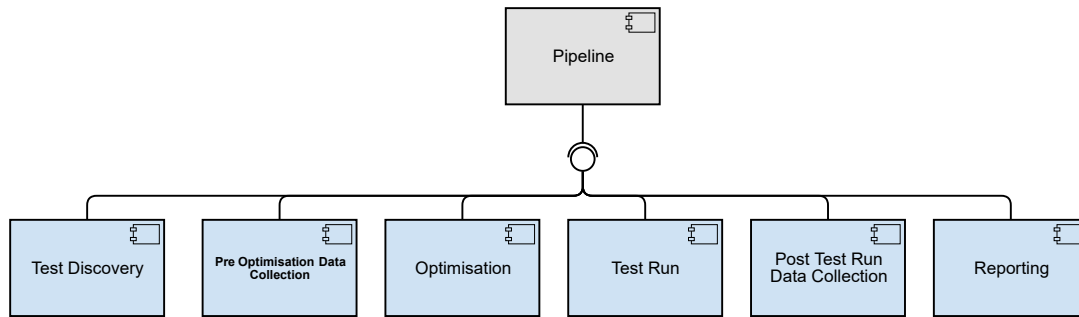 Pipeline
Test Discovery
Pre Optimisation Data
Collection
Optimisation
Test Run
Post Test Run
Data Collection
Reporting